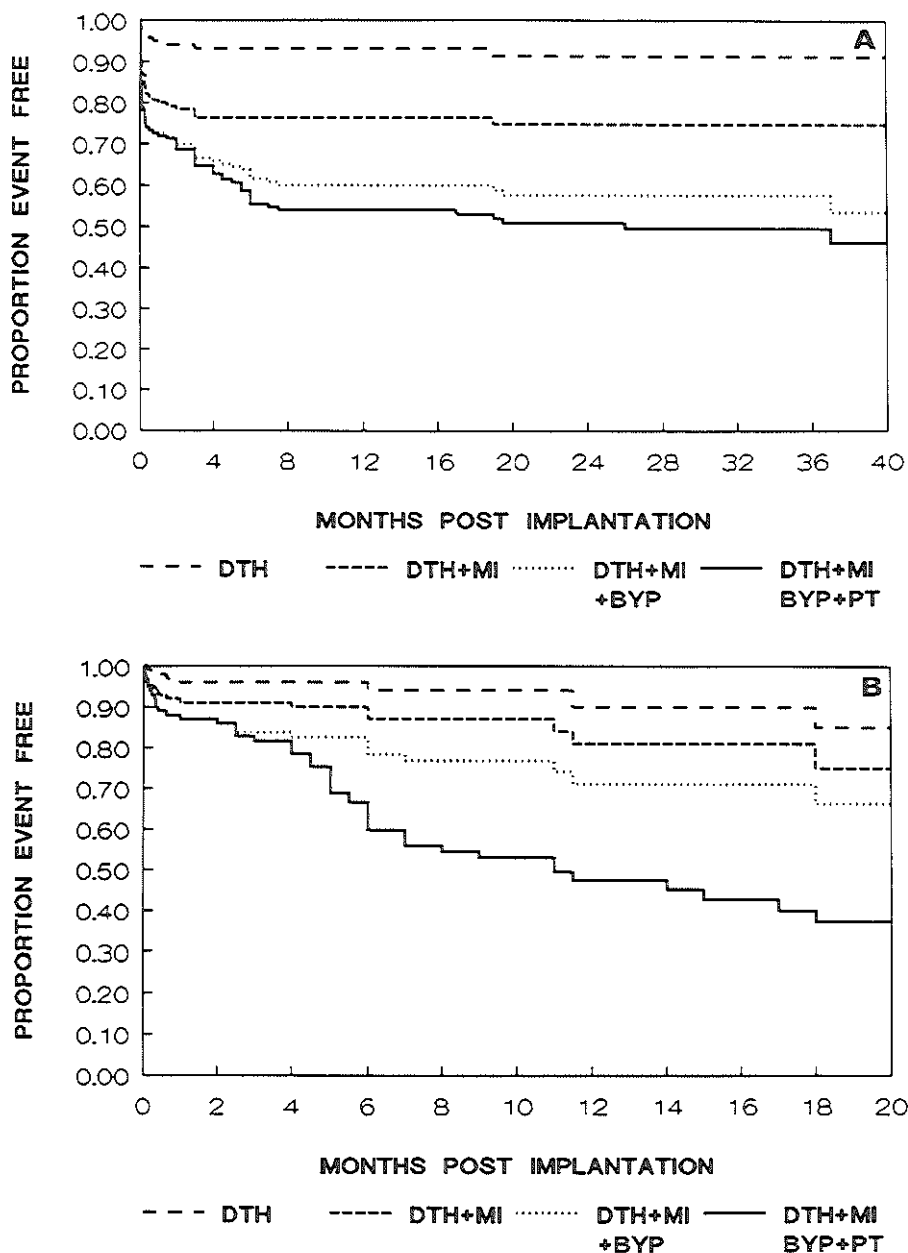 A
PROPORTION EVENT FREE
1.00
0.90
0.80
0.70
0.60
0.50
0.40
0.30
0.20
0.10
0.00
0 4 8 12 16 20 24 28 32 36 40
MONTHS POST IMPLANTATION
DTH DTH+MI DTH+MI DTH+MI
+BYP BYP+PT
B
PROPORTION EVENT FREE
1.00
0.90
0.80
0.70
0.60
0.50
0.40
0.30
0.20
0.10
0.00
0 2 4 6 8 10 12 14 16 18 20
MONTHS POST IMPLANTATION
DTH DTH+MI DTH+MI DTH+MI
+BYP BYP+PT